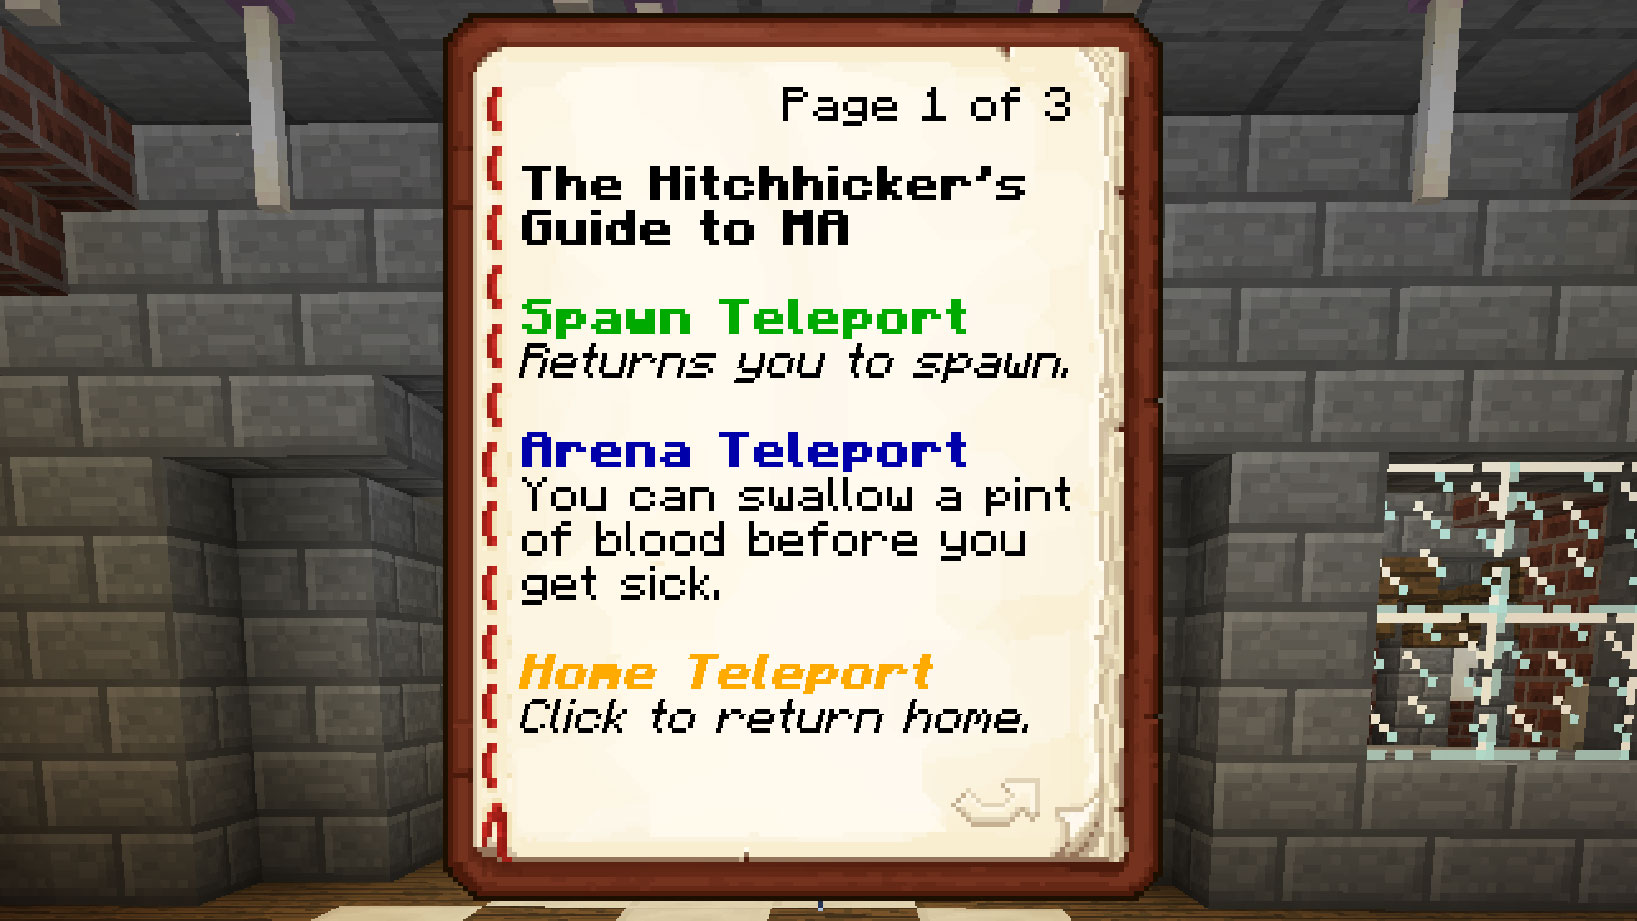 Page 1 of 3
The Hitchhicker's
Guide to MA
Spawn Teleport
Returns you to spawn.
Arena Teleport
You can swallow a pint
of blood before you
get sick.
Home Teleport
Click to return home.